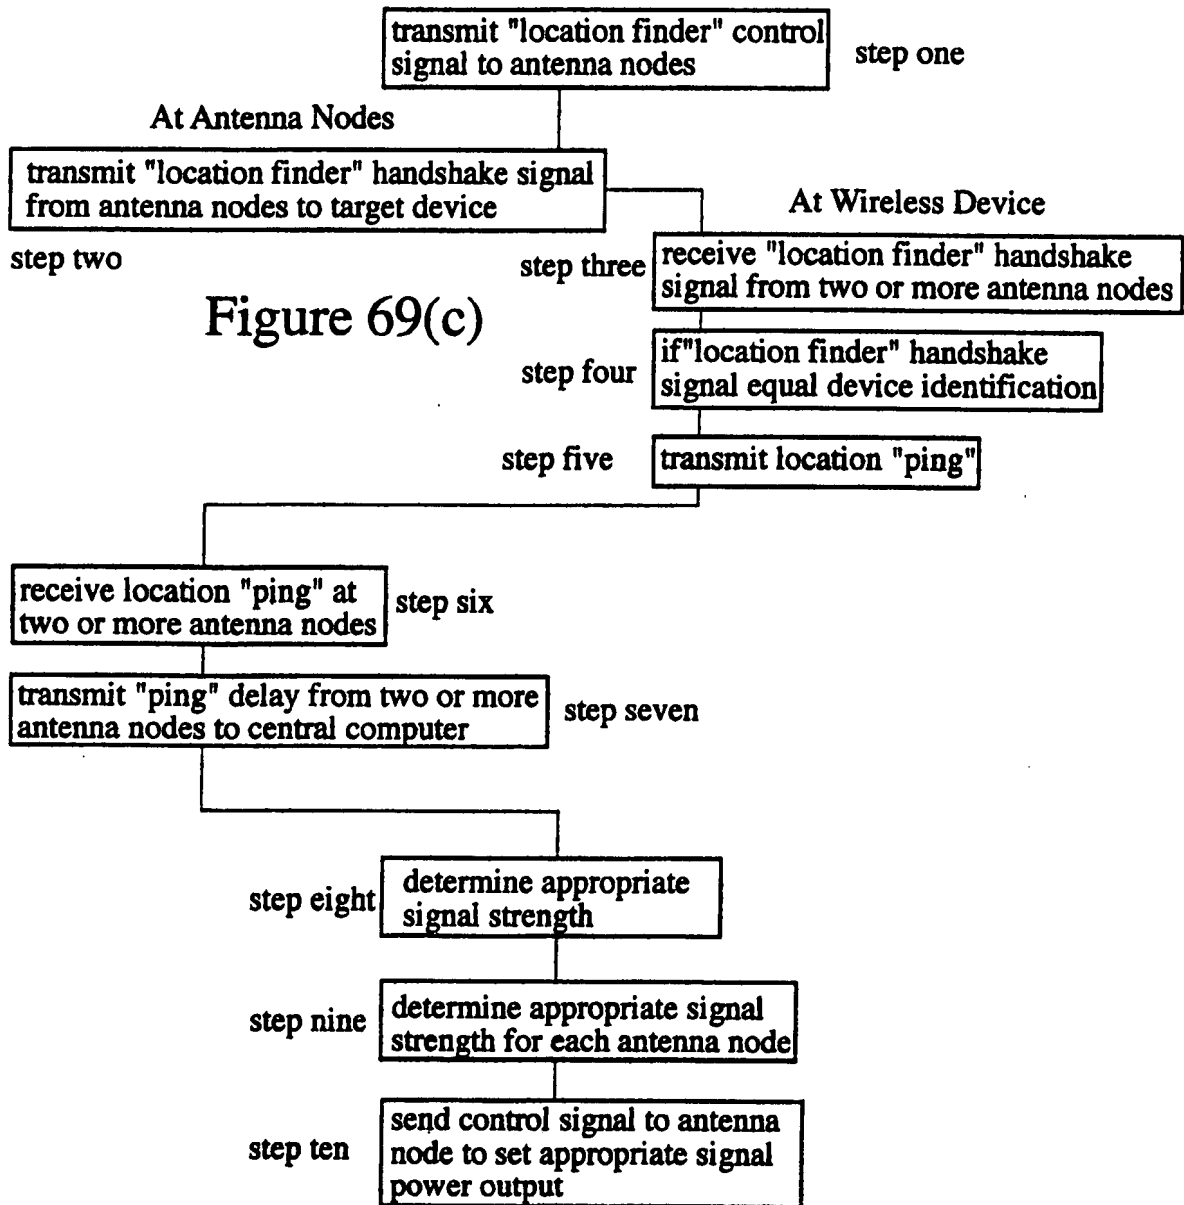 transmit "location finder" control
signal to antenna nodes
step one
At Antenna Nodes
transmit "location finder" handshake signal
from antenna nodes to target device
step two
At Wireless Device
step three
receive "location finder" handshake
signal from two or more antenna nodes
Figure 69(c)
step four
if"location finder" handshake
signal equal device identification
step five
transmit location "ping"
receive location "ping" at
two or more antenna nodes
step six
transmit "ping" delay from two or more
antenna nodes to central computer
step seven
step eight
determine appropriate
signal strength
step nine
determine appropriate signal
strength for each antenna node
step ten
send control signal to antenna
node to set appropriate signal
power output